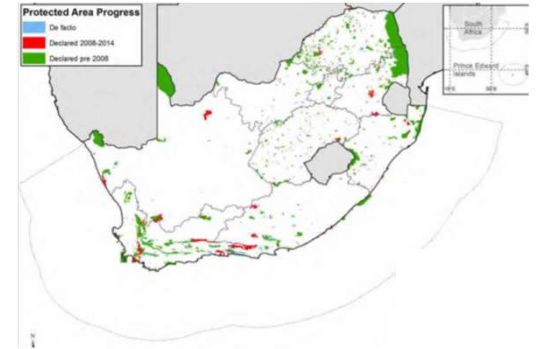 Protected Area Progress
De facto
Declared 2008-2014
Declared pre 2008
South
Africa
Prince Edward
Islands
N